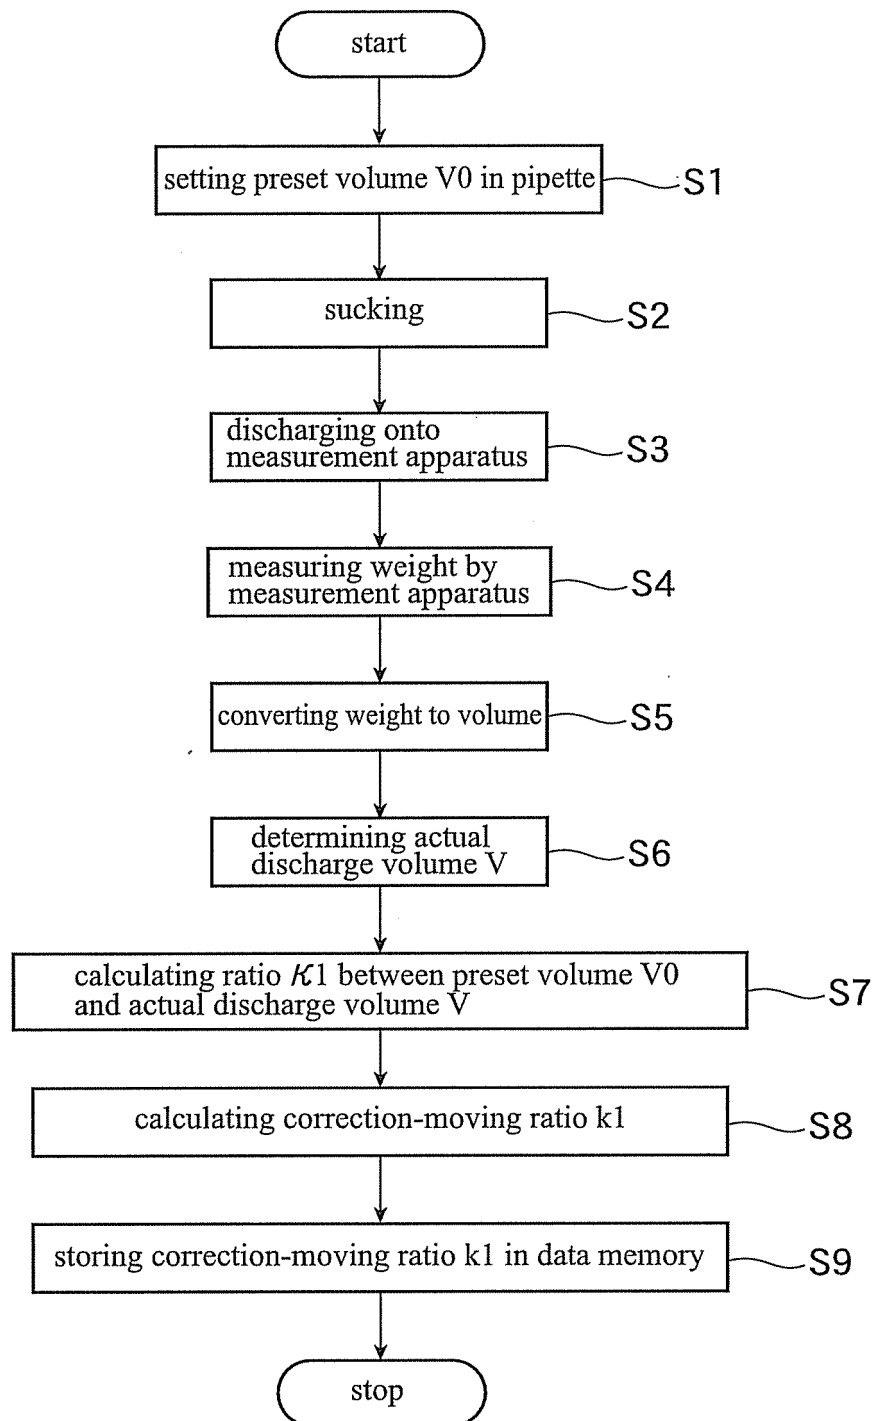 start
setting preset volume V0 in pipette
S1
sucking
S2
discharging onto
measurement apparatus
S3
measuring weight by
measurement apparatus
S4
converting weight to volume
S5
determining actual
discharge volume V
S6
calculating ratio K1 between preset volume V0
and actual discharge volume V
S7
calculating correction-moving ratio k1
S8
storing correction-moving ratio k1 in data memory
S9
stop